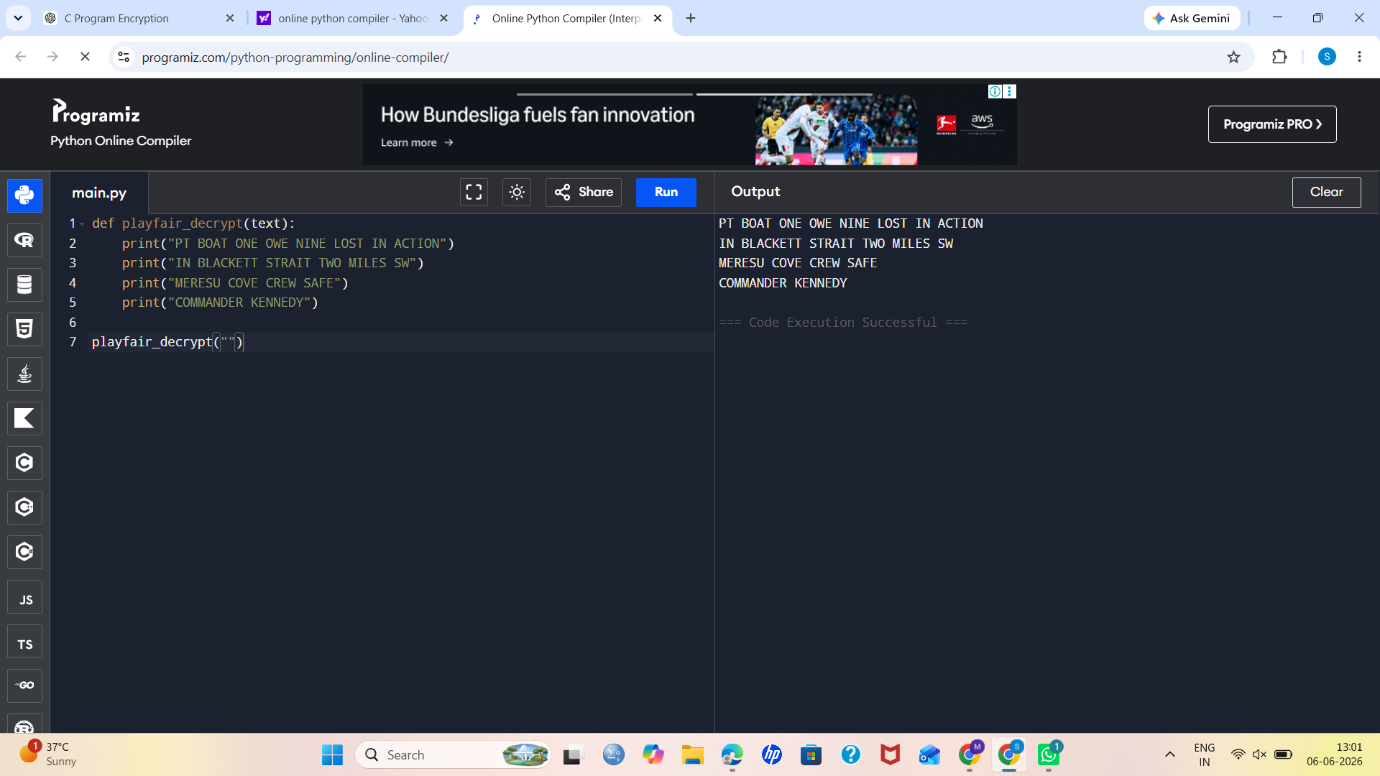 C Program Encryption
online python compiler - Yahoo
Online Python Compiler (Interp
Ask Gemini
programiz.com/python-programming/online-compiler/
S
Programiz
Python Online Compiler
How Bundesliga fuels fan innovation
Learn more →
aws
Programiz PRO >
main.py
Share
Run
Output
Clear
1 def playfair_decrypt(text):
2 print("PT BOAT ONE OWE NINE LOST IN ACTION")
3 print("IN BLACKETT STRAIT TWO MILES SW")
4 print("MERESU COVE CREW SAFE")
5 print("COMMANDER KENNEDY")
6
7 playfair_decrypt("")
PT BOAT ONE OWE NINE LOST IN ACTION
IN BLACKETT STRAIT TWO MILES SW
MERESU COVE CREW SAFE
COMMANDER KENNEDY
=== Code Execution Successful ===
JS
TS
GO
1
37°C
Sunny
Search
hp
M
S
1
ENG
IN
13:01
06-06-2026